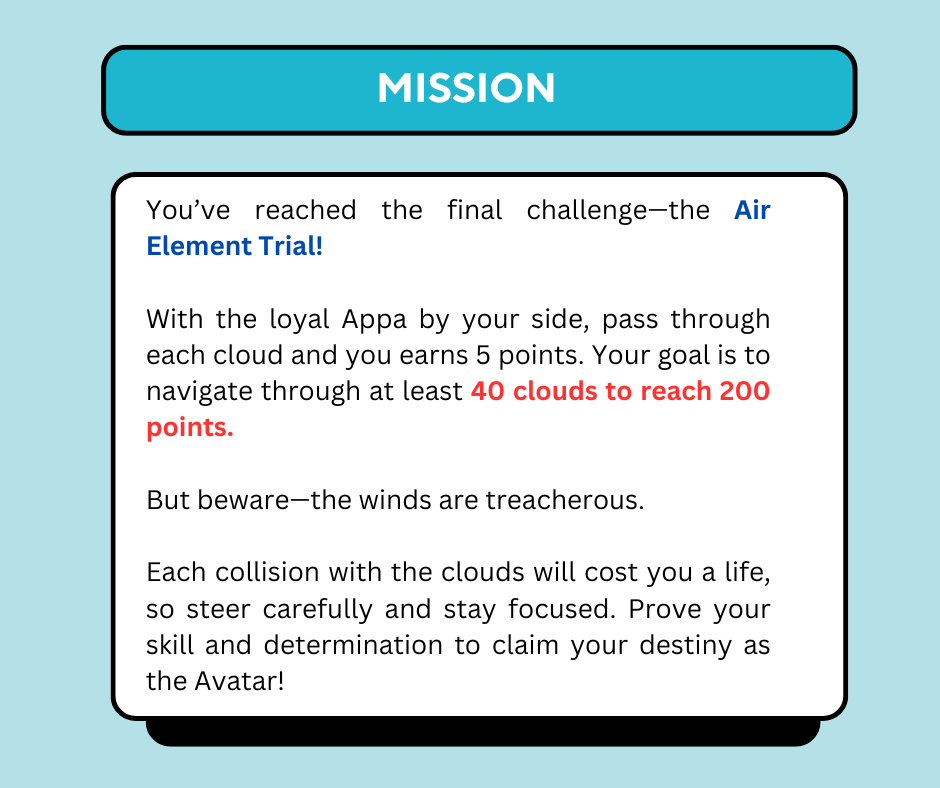 MISSION
You’ve reached the final challenge—the Air
Element Trial!
With the loyal Appa by your side, pass through
each cloud and you earns 5 points. Your goal is to
navigate through at least 40 clouds to reach 200
points.
But beware—the winds are treacherous.
Each collision with the clouds will cost you a life,
so steer carefully and stay focused. Prove your
skill and determination to claim your destiny as
the Avatar!